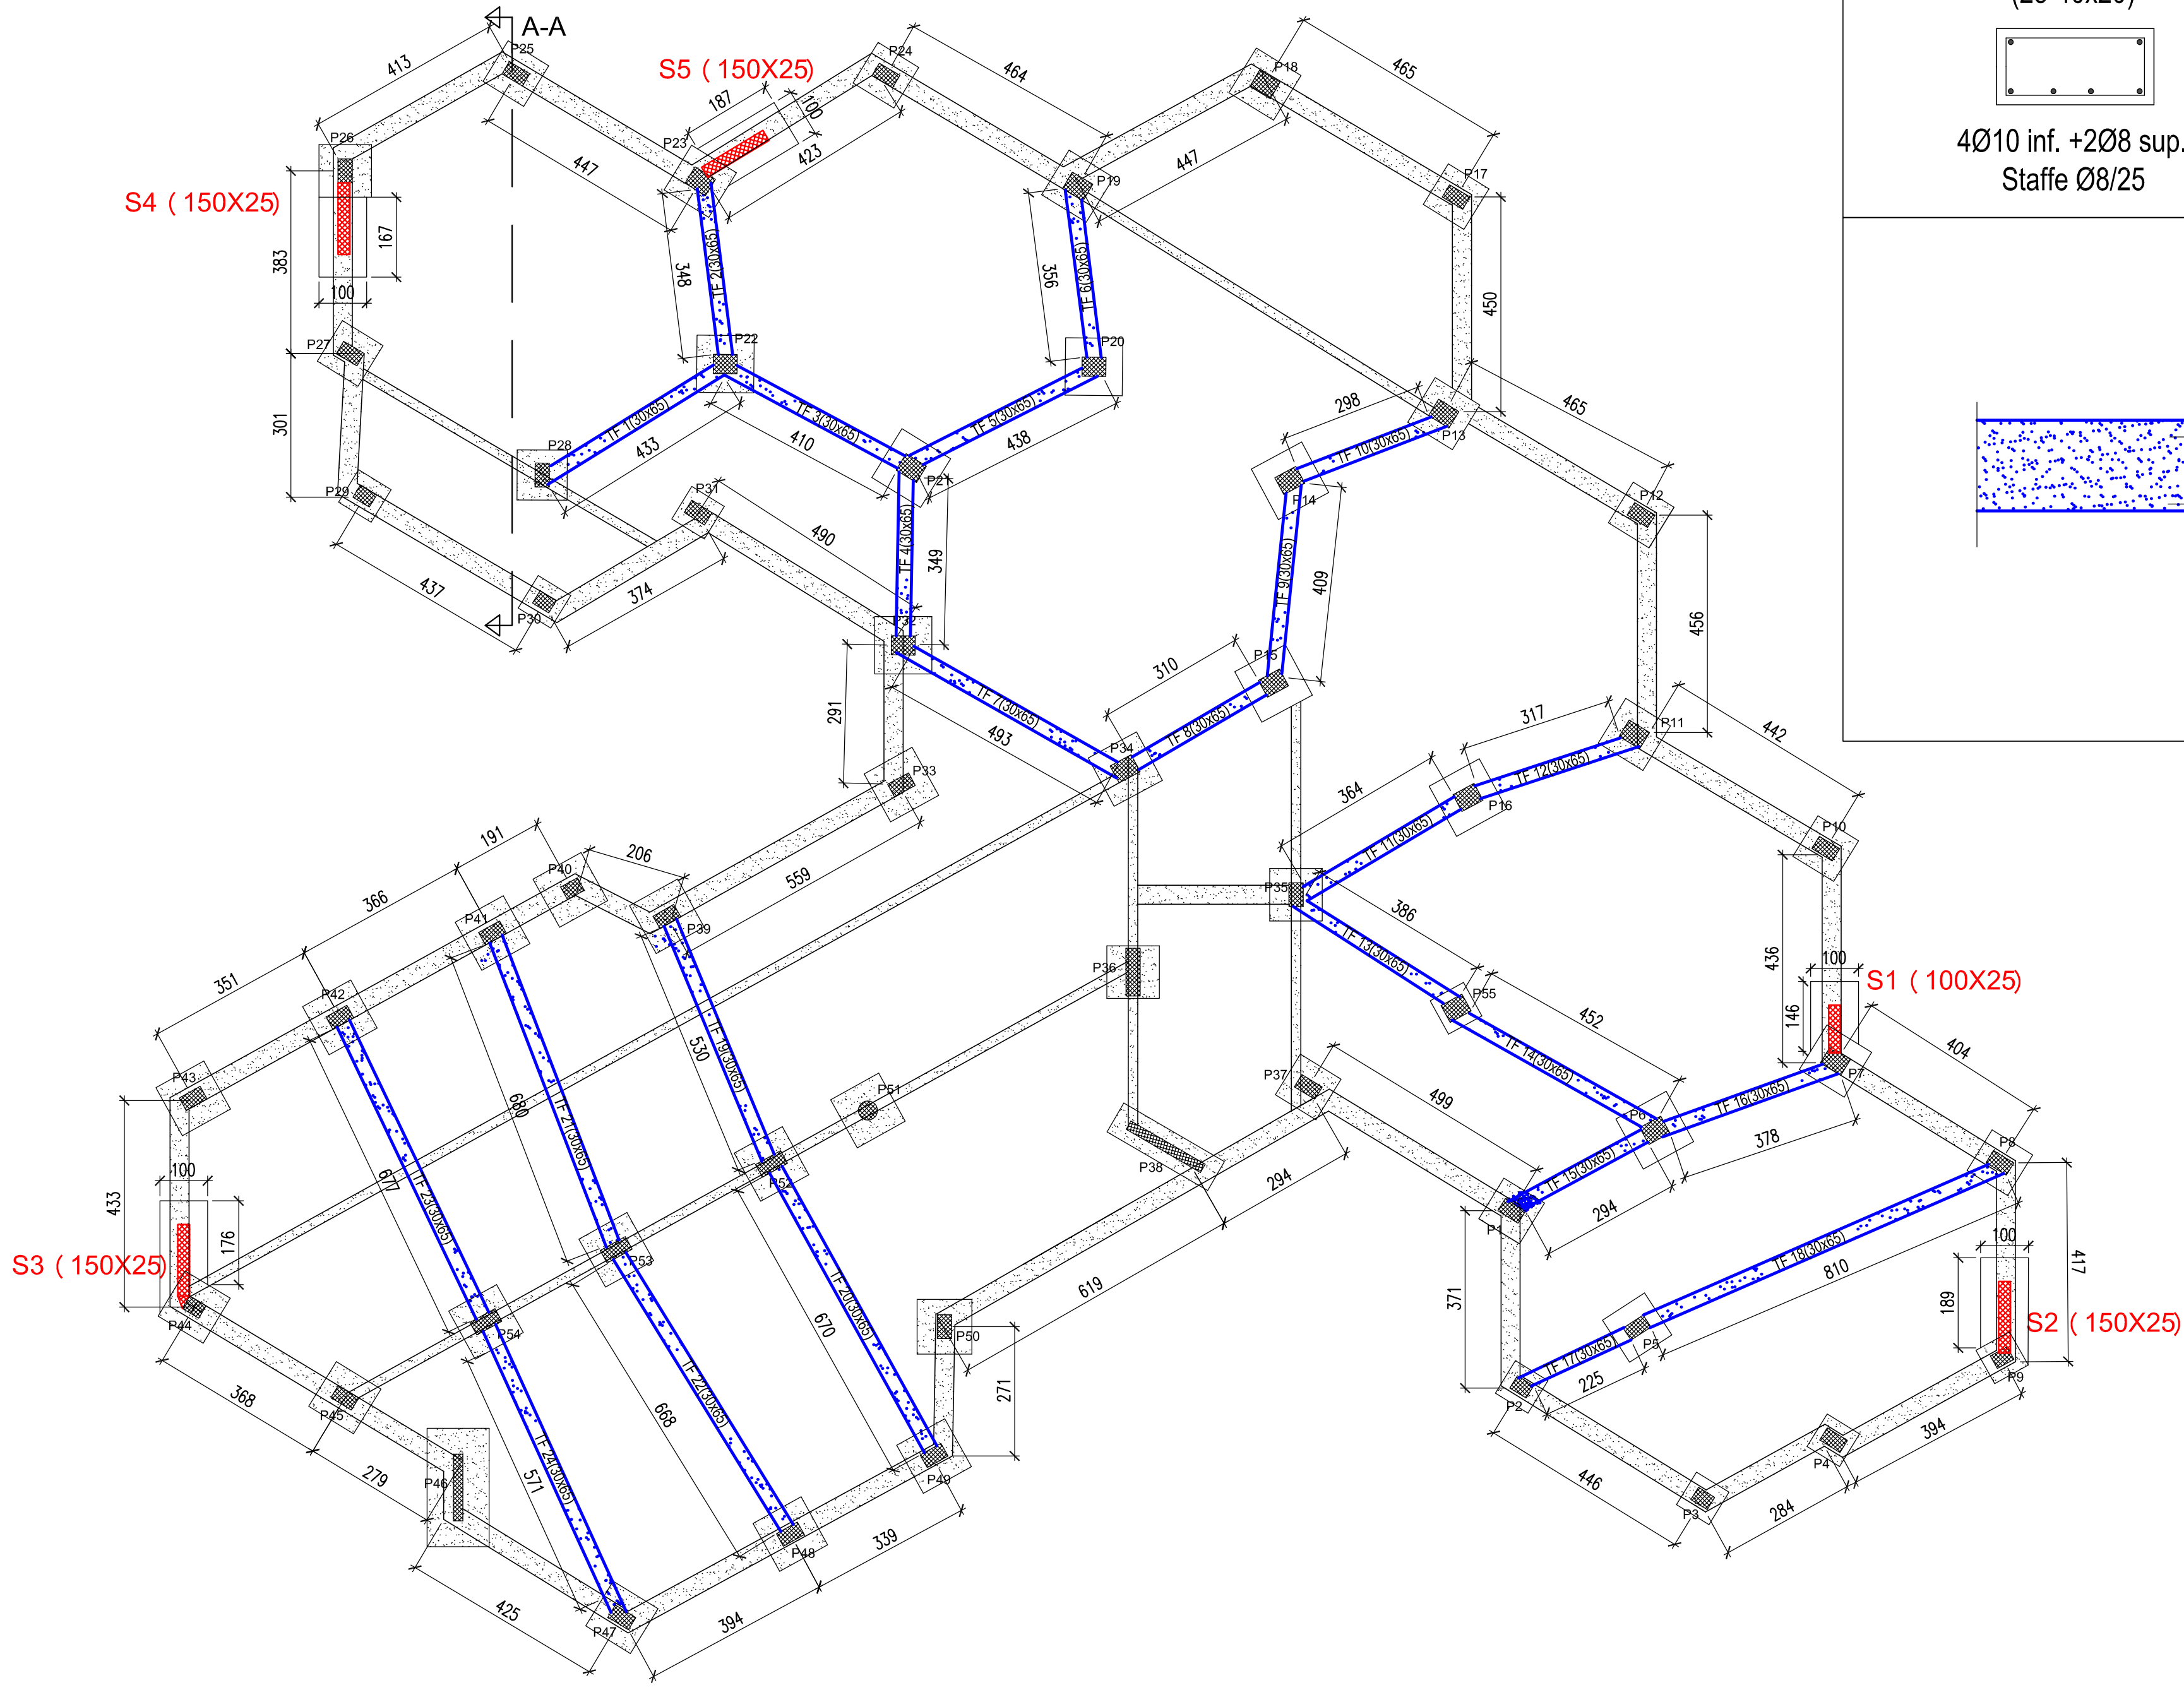 A-A
P25
413
S5 ( 150X25)
P24
464
P18
465
187
100
P26
P23
447
423
P19
447
P17
S4 ( 150X25)
383
167
100
348
TF 2(30x65)
356
TF 6(30x65)
450
P27
P22
P20
301
TF 1(30x65)
433
TF 3(30x65)
410
TF 5(30x65)
438
298
TF 10(30x65)
P13
465
P28
P21
P14
P12
P29
P31
490
TF 4(30x65)
349
TF 9(30x65)
409
437
P30
374
P32
456
291
TF 7(30x65)
493
310
P15
TF 8(30x65)
P34
P33
317
P11
442
TF 12(30x65)
364
P16
TF 11(30x65)
191
P40
206
559
366
P41
P39
P35
386
P10
TF 13(30x65)
436
351
P42
P36
P55
452
100
S1 ( 100X25)
146
TF 14(30x65)
404
530
TF 19(30x65)
680
TF 21(30x65)
P51
P43
P37
499
P6
TF 16(30x65)
378
P7
433
100
176
S3 ( 150X25)
677
TF 23(30x65)
P52
P38
294
TF 15(30x65)
294
P1
P8
P53
619
371
TF 18(30x65)
810
100
417
189
S2 ( 150X25)
P44
P54
TF 20(30x65)
670
P50
271
P5
TF 17(30x65)
225
P2
P9
368
P45
TF 22(30x65)
668
279
P46
TF 24(30x65)
571
P49
446
P3
P4
394
284
P48
339
425
P47
394
4Ø10 inf. +2Ø8 sup.
Staffe Ø8/25